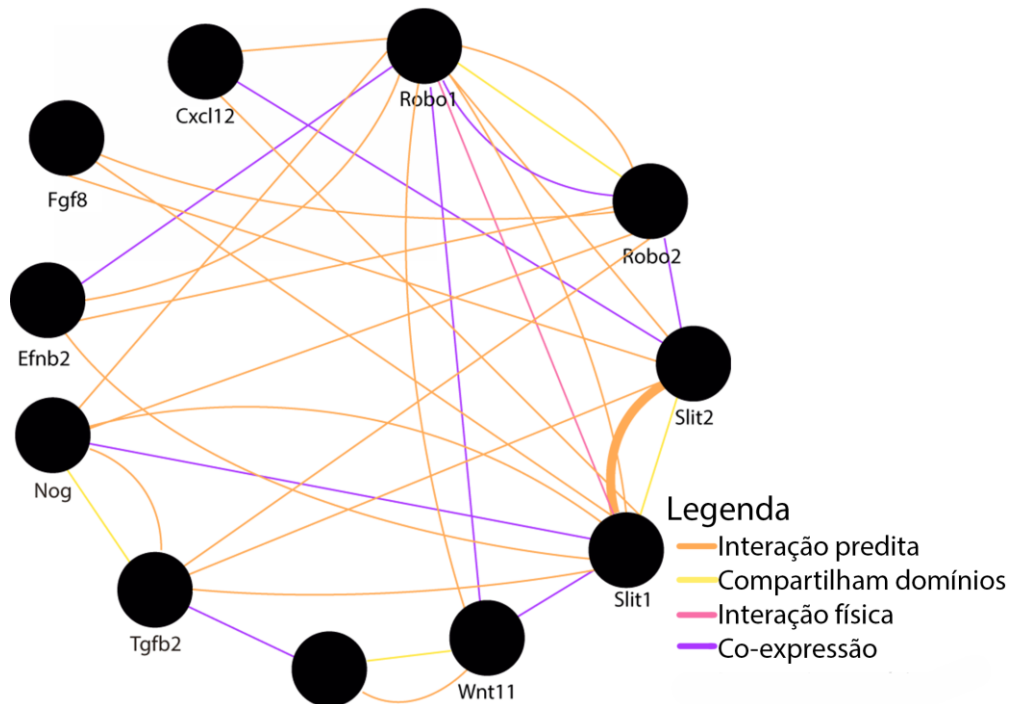 Robo1
Cxcl12
Fgf8
Robo2
Efnb2
Slit2
Nog
Slit1
Tgfb2
Wnt11
Legenda
Interação predita
Compartilham domínios
Interação física
Co-expressão